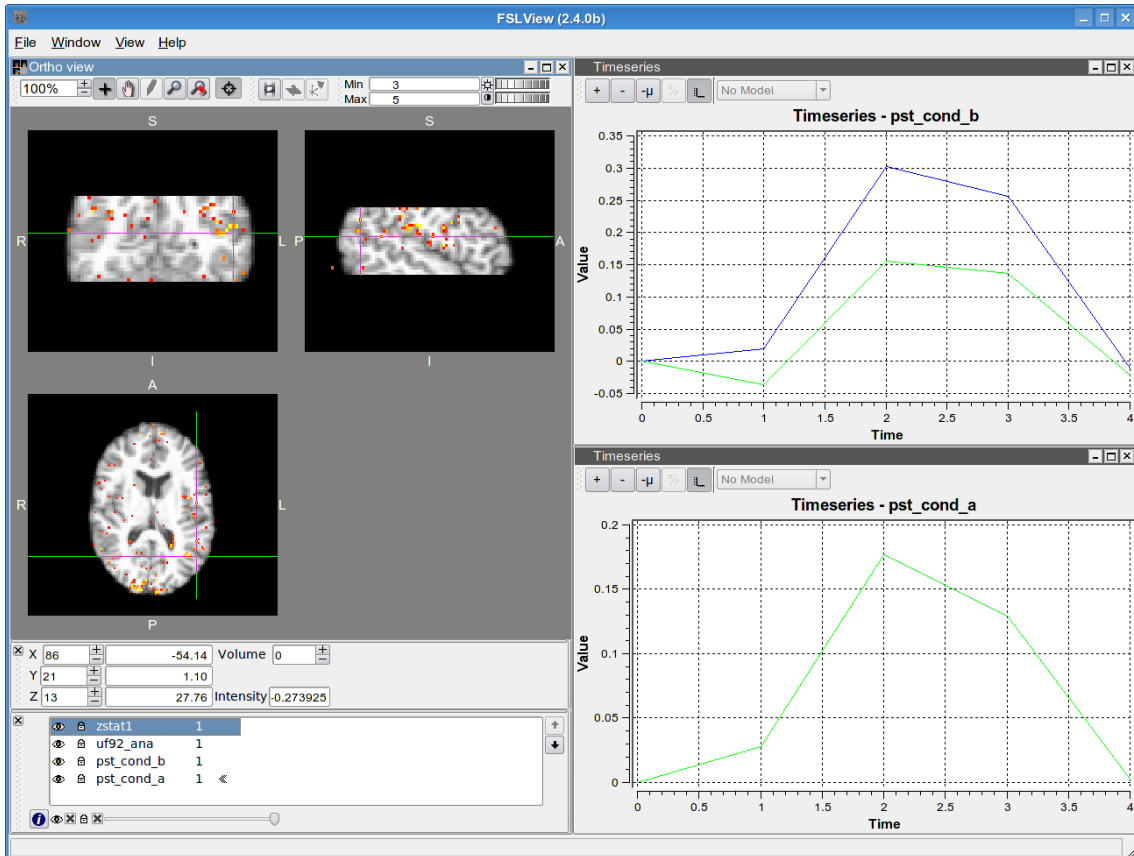 FSLView (2.4.0b)
File Window View Help
Ortho view
100% Min 3
Max 5
S S
R L P A
I I
A
R L
P
X 86 -54.14 Volume 0
Y 21 1.10
Z 13 27.76 Intensity -0.273925
zstat1 1
uf92_ana 1
pst_cond_b 1
pst_cond_a 1
Timeseries
+ - -μ % No Model
Timeseries - pst_cond_b
0.35
0.3
0.25
0.2
0.15
0.1
0.05
0
-0.05
Value
0 0.5 1 1.5 2 2.5 3 3.5 4
Time
Timeseries
+ - -μ % No Model
Timeseries - pst_cond_a
0.2
0.15
0.1
0.05
0
Value
0 0.5 1 1.5 2 2.5 3 3.5 4
Time